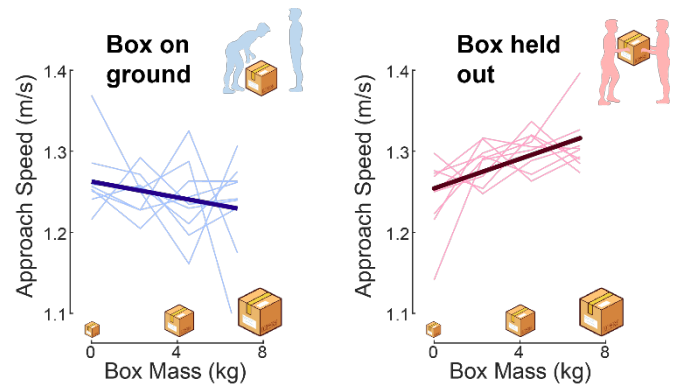 Box on
ground
Approach Speed (m/s)
1.4
1.3
1.2
1.1
0
4
8
Box Mass (kg)
Box held
out
Approach Speed (m/s)
1.4
1.3
1.2
1.1
0
4
8
Box Mass (kg)